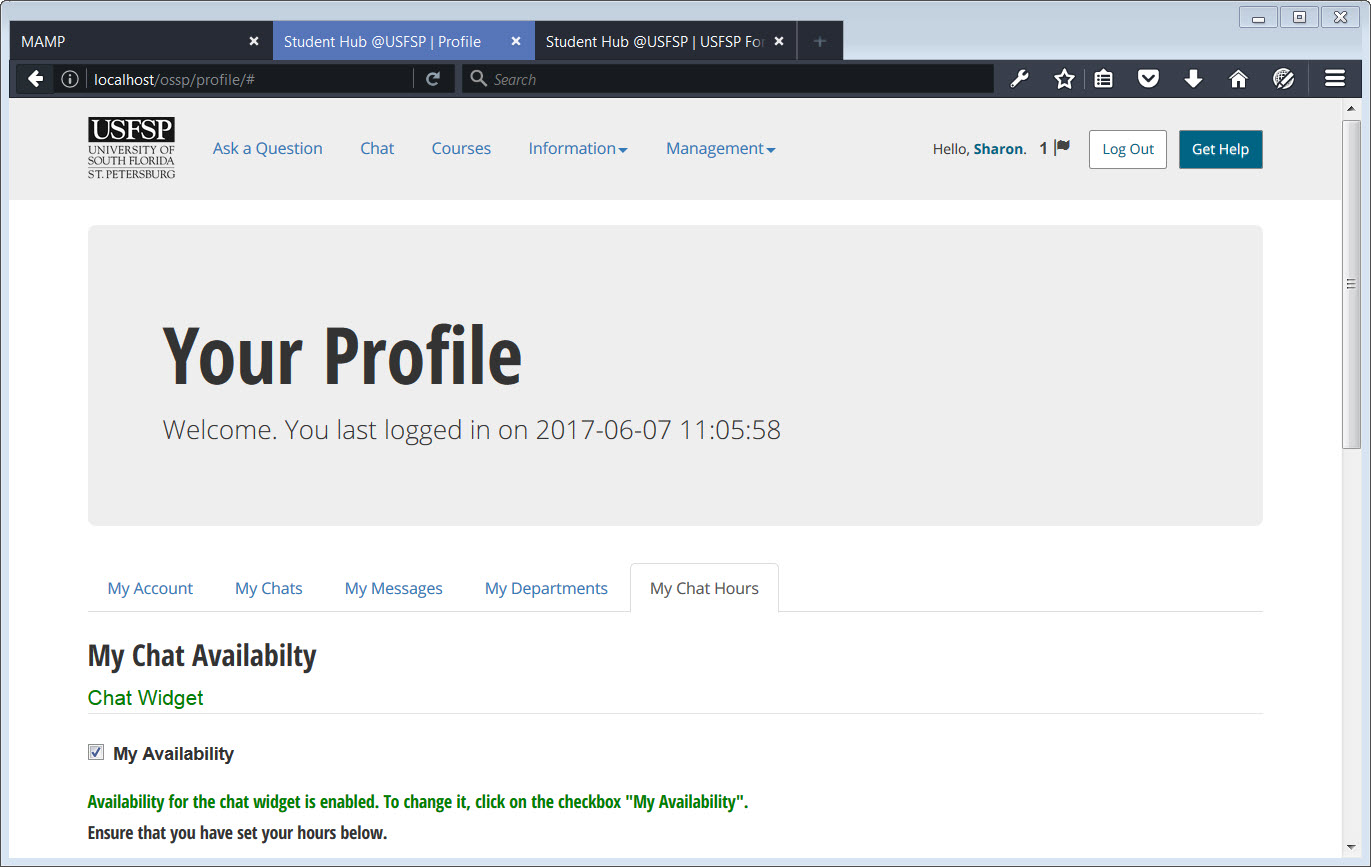 MAMP
Student Hub @USFSP | Profile
Student Hub @USFSP | USFSP For
localhost/ossp/profile/#
Search
USFSP
UNIVERSITY OF
SOUTH FLORIDA
ST. PETERSBURG
Ask a Question
Chat
Courses
Information
Management
Hello, Sharon.
1
Log Out
Get Help
Your Profile
Welcome. You last logged in on 2017-06-07 11:05:58
My Account
My Chats
My Messages
My Departments
My Chat Hours
My Chat Availabilty
Chat Widget
My Availability
Availability for the chat widget is enabled. To change it, click on the checkbox "My Availability".
Ensure that you have set your hours below.